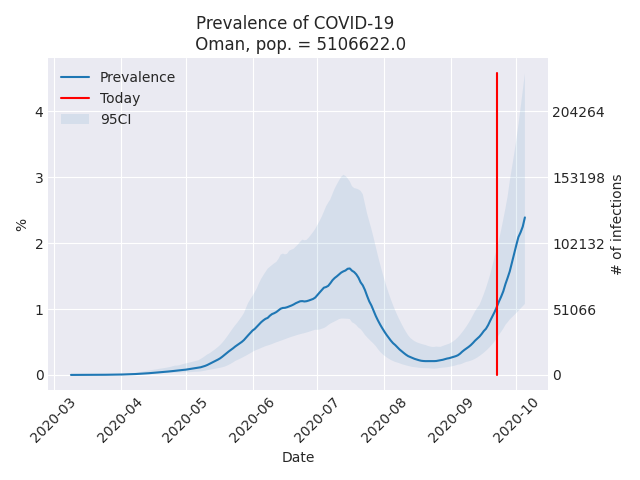 Prevalence of COVID-19
Oman, pop. = 5106622.0
Prevalence
Today
95CI
%
4
3
2
1
0
204264
153198
102132
51066
0
# of infections
2020-03
2020-04
2020-05
2020-06
2020-07
2020-08
2020-09
2020-10
Date